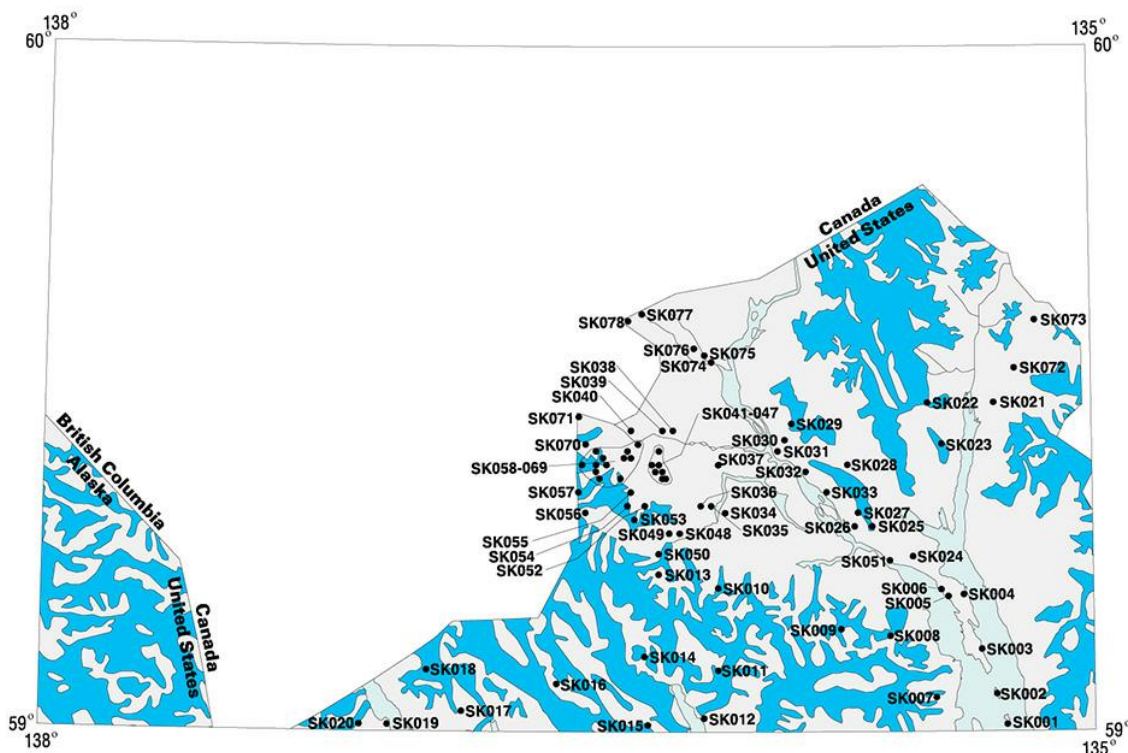 138°
135°
60°
60°
Canada
United States
SK077
SK078
SK073
SK076
SK075
SK074
SK038
SK072
SK039
SK040
SK022
SK021
SK041-047
SK071
SK029
SK030
SK023
SK070
SK031
SK037
SK058-069
SK032
SK028
British Columbia
Alaska
SK057
SK036
SK033
SK056
SK053
SK034
SK027
SK026
SK025
SK055
SK049
SK048
SK035
SK054
SK050
SK051
SK024
SK052
SK013
SK010
SK006
SK004
SK005
Canada
United States
SK009
SK008
SK003
SK014
SK018
SK011
SK016
SK007
SK002
SK017
SK020
SK019
SK015
SK012
SK001
59°
59°
138°
135°